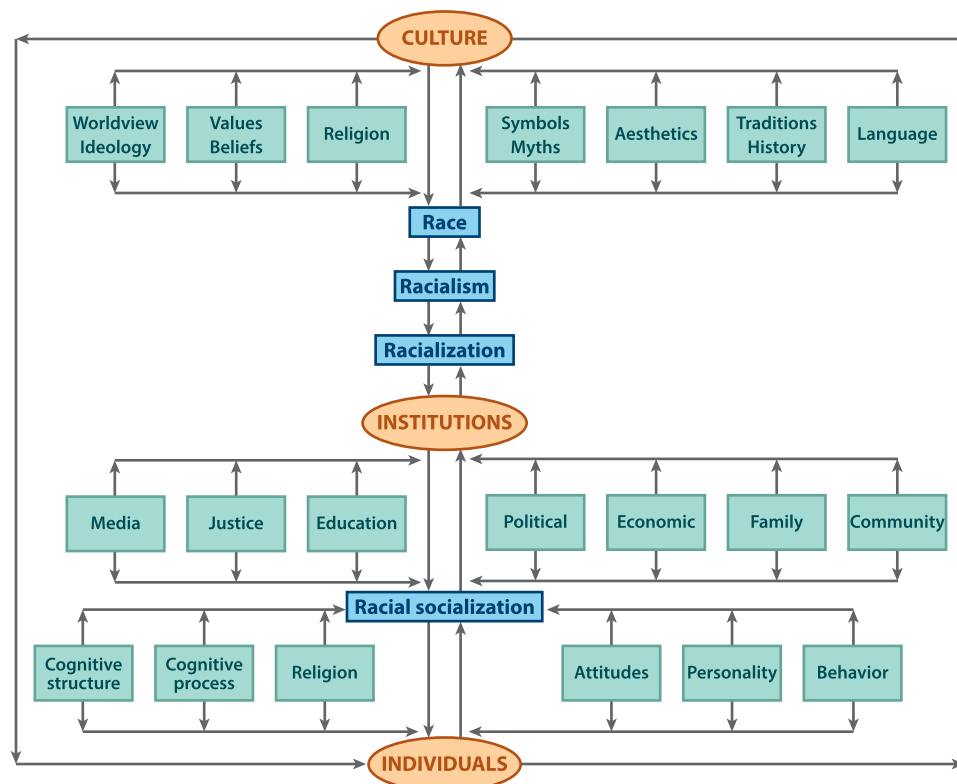 CULTURE
Worldview
Ideology
Values
Beliefs
Religion
Symbols
Myths
Aesthetics
Traditions
History
Language
Race
Racialism
Racialization
INSTITUTIONS
Media
Justice
Education
Political
Economic
Family
Community
Racial socialization
Cognitive
structure
Cognitive
process
Religion
Attitudes
Personality
Behavior
INDIVIDUALS